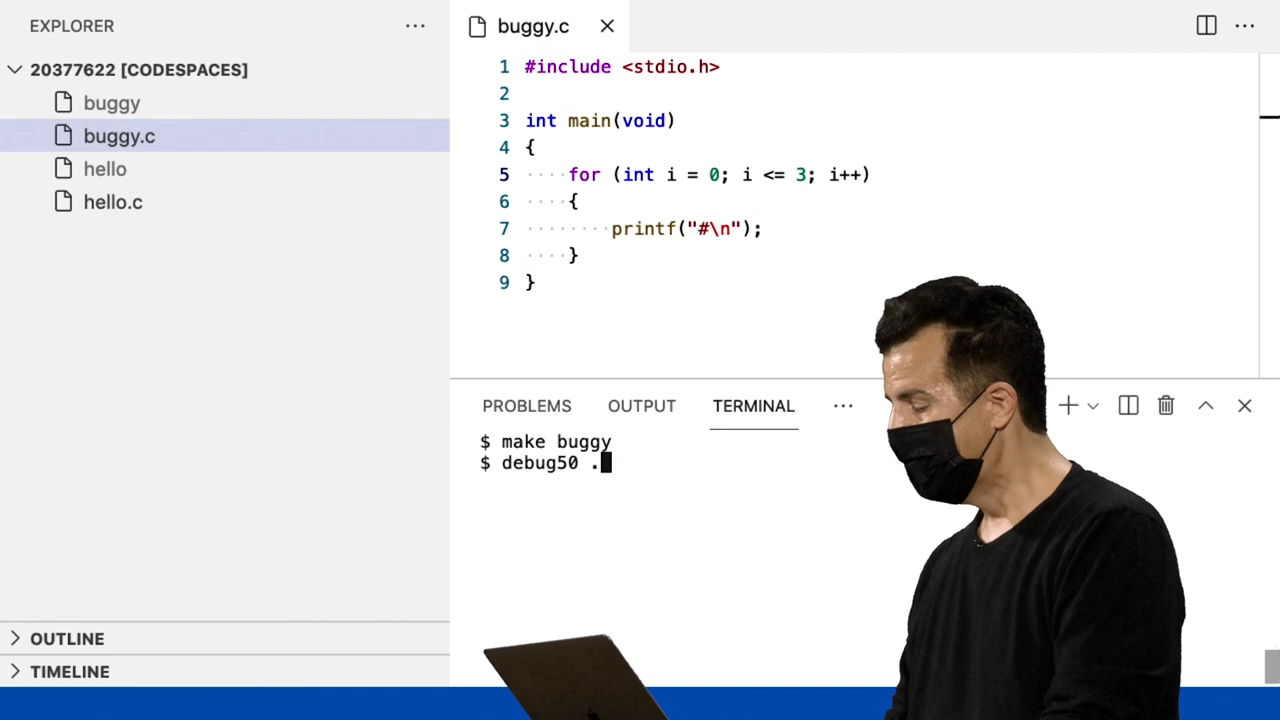 EXPLORER
20377622 [CODESPACES]
buggy
buggy.c
hello
hello.c
OUTLINE
TIMELINE
buggy.c
1 #include <stdio.h>
2
3 int main(void)
4 {
5 ····for (int i = 0; i <= 3; i++)
6 ····{
7 ········printf("#\n");
8 ····}
9 }
PROBLEMS OUTPUT TERMINAL
$ make buggy
$ debug50 .